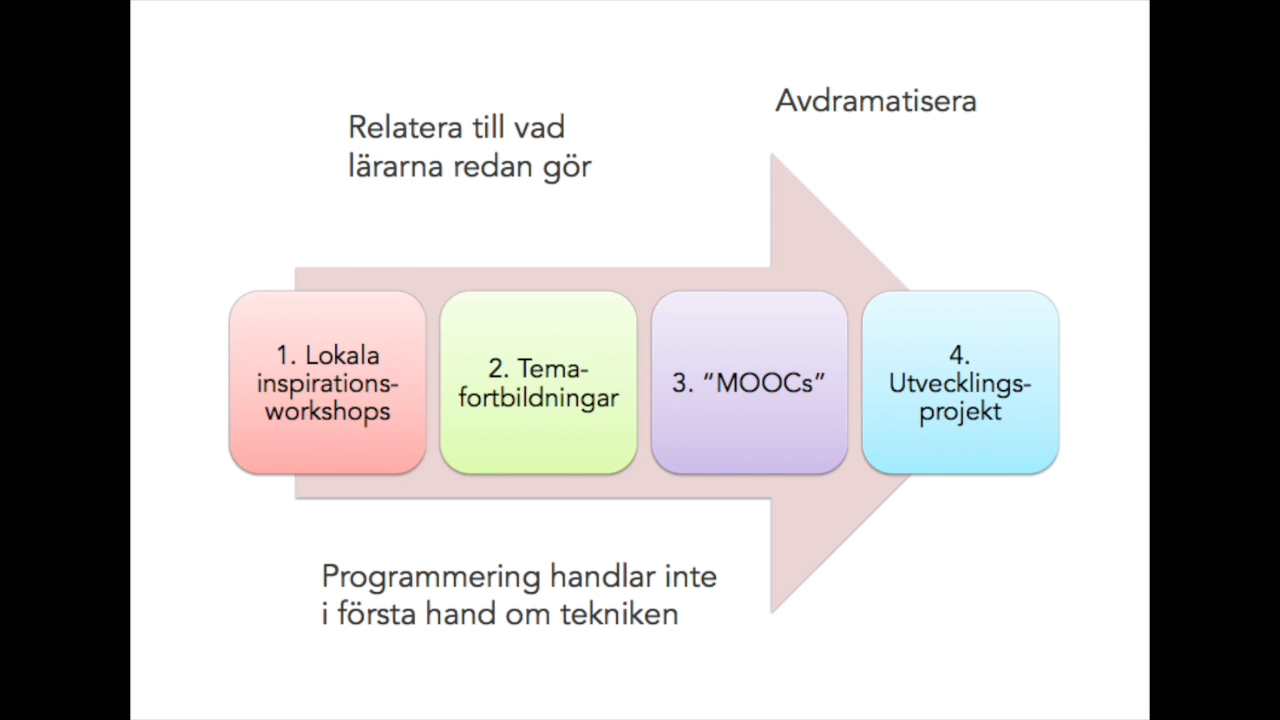 Avdramatisera
Relatera till vad
lärarna redan gör
1. Lokala
inspirations-
workshops
2. Tema-
fortbildningar
3. “MOOCs”
4.
Utvecklings-
projekt
Programmering handlar inte
i första hand om tekniken